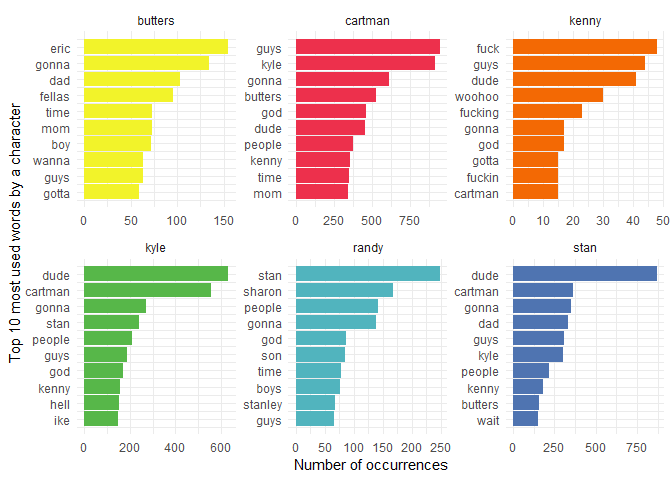 butters
cartman
kenny
eric
gonna
dad
fellas
time
mom
boy
wanna
guys
gotta
0 50 100 150
guys
kyle
gonna
butters
god
dude
people
kenny
time
mom
0 250 500 750
fuck
guys
dude
woohoo
fucking
gonna
god
gotta
fuckin
cartman
0 10 20 30 40 50
Top 10 most used words by a character
kyle
randy
stan
dude
cartman
gonna
stan
people
guys
god
kenny
hell
ike
0 200 400 600
stan
sharon
people
gonna
god
son
time
boys
stanley
guys
0 50 100 150 200 250
dude
cartman
gonna
dad
guys
kyle
people
kenny
butters
wait
0 250 500 750
Number of occurrences